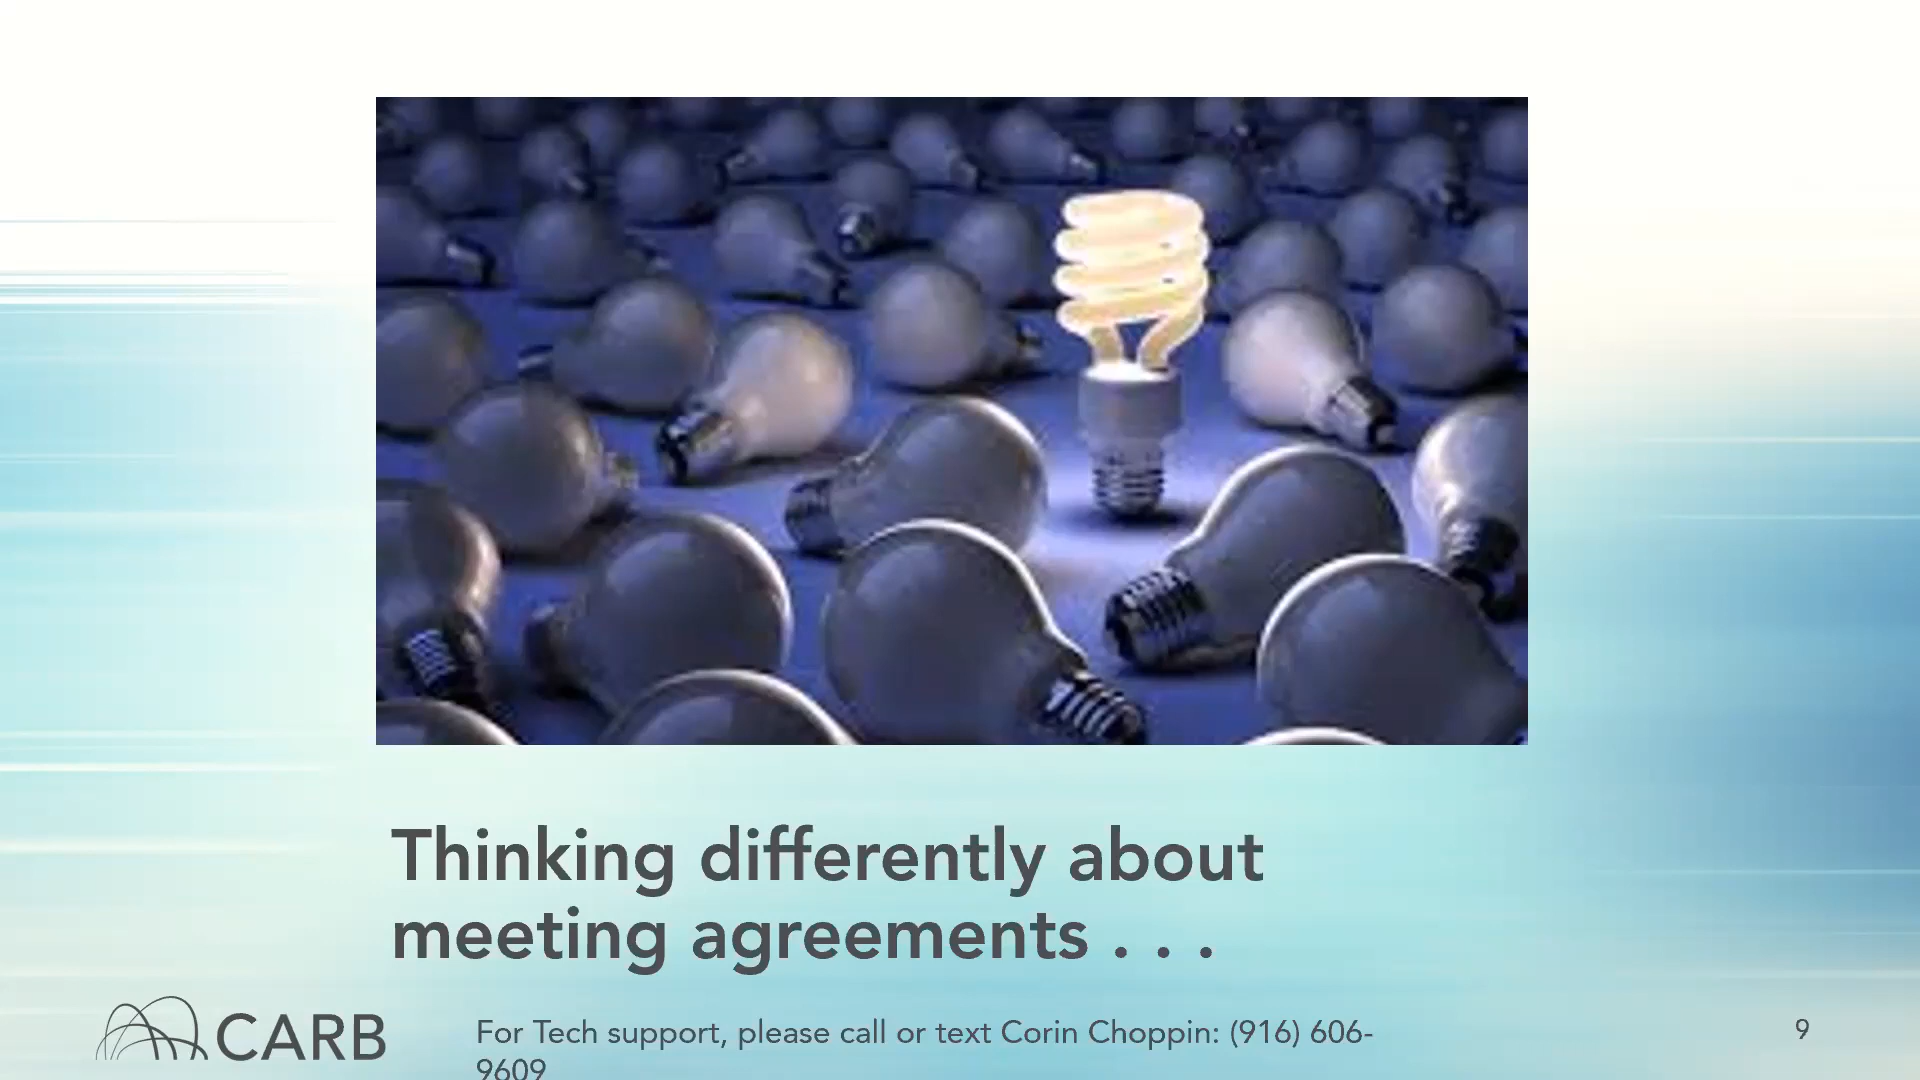 Thinking differently about
meeting agreements . . .
CARB
For Tech support, please call or text Corin Choppin: (916) 606-
9609
9